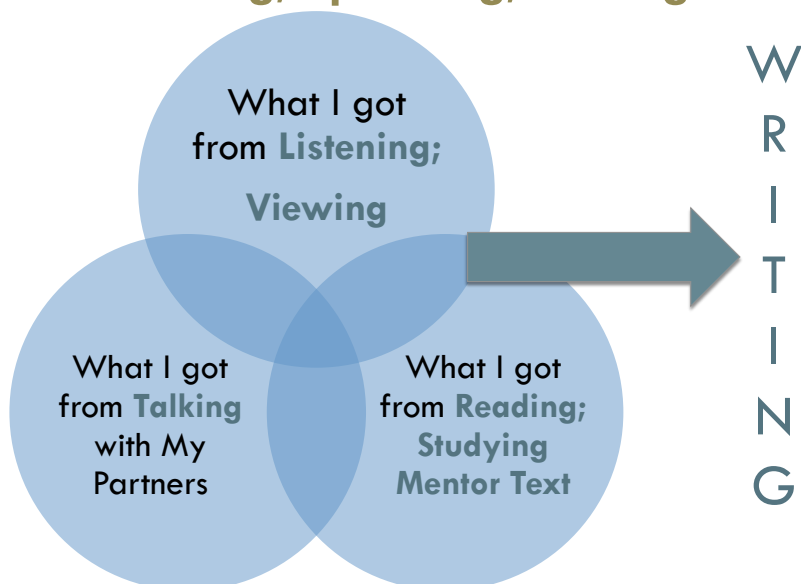 What I got
from Listening;
Viewing
What I got
from Talking
with My
Partners
What I got
from Reading;
Studying
Mentor Text
W
R
I
T
I
N
G